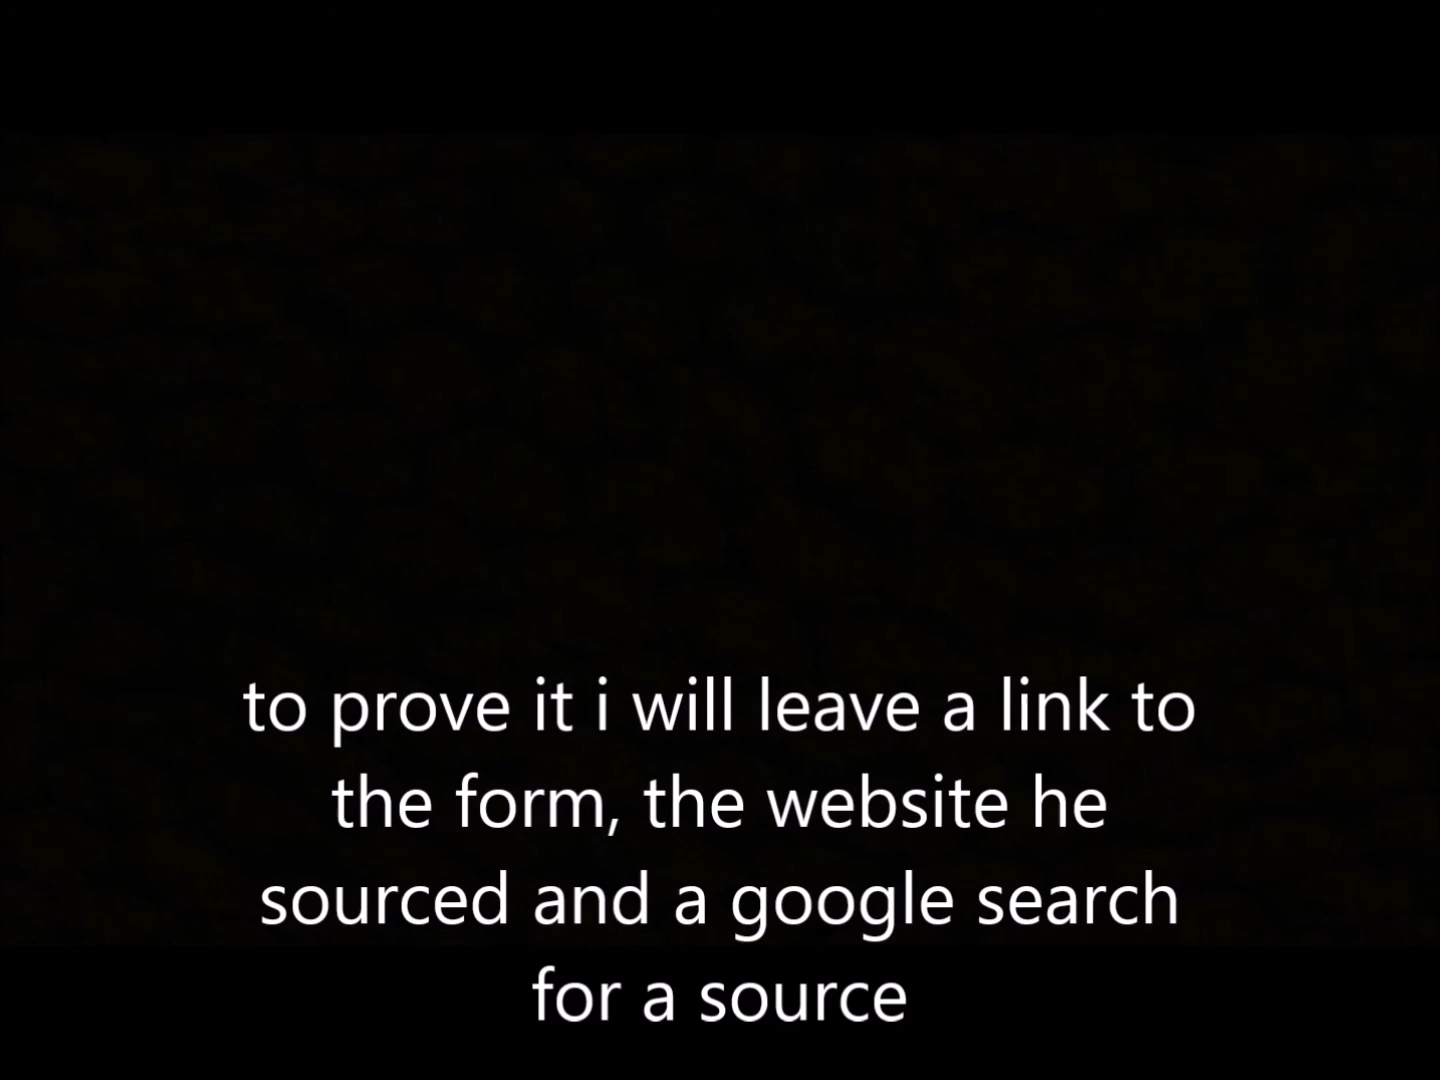 to prove it i will leave a link to
the form, the website he
sourced and a google search
for a source